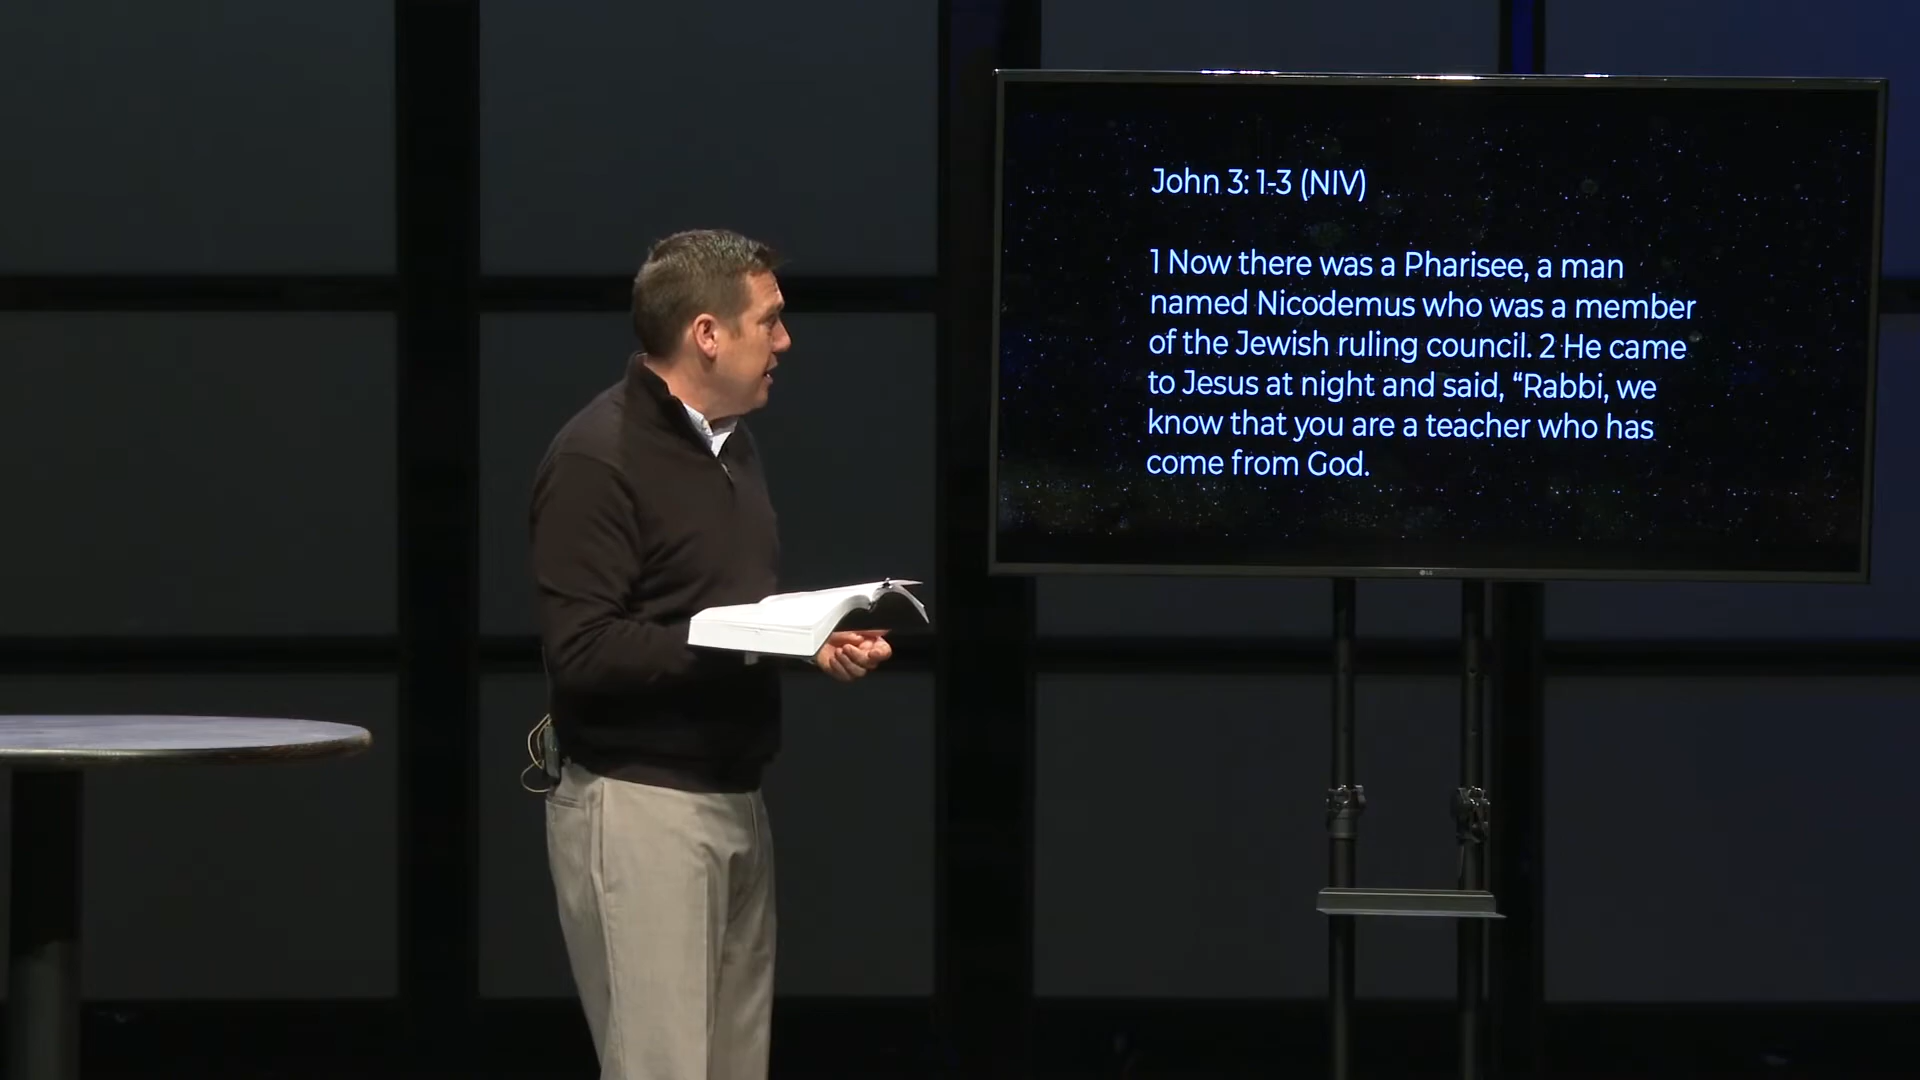 John 3: 1-3 (NIV)
1 Now there was a Pharisee, a man
named Nicodemus who was a member
of the Jewish ruling council. 2 He came
to Jesus at night and said, “Rabbi, we
know that you are a teacher who has
come from God.
LG